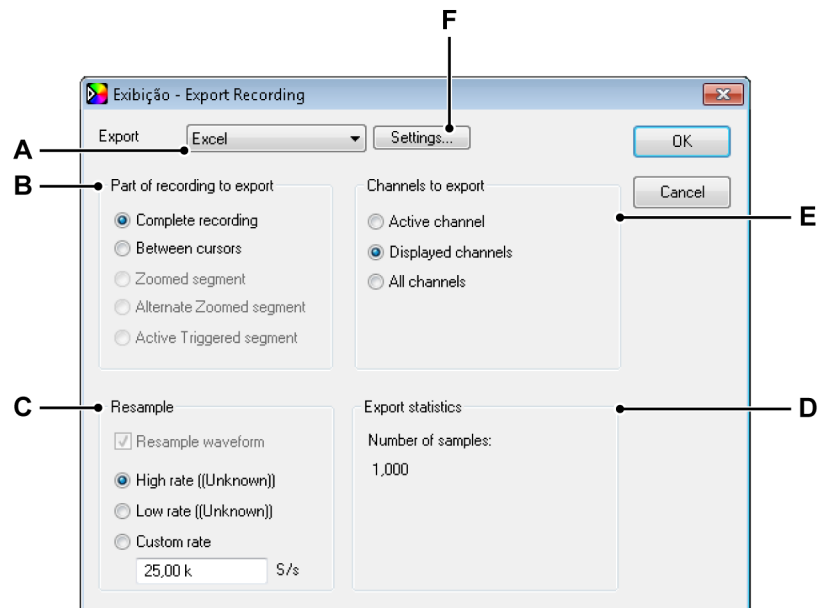 F
Exibição - Export Recording
Export Excel Settings...
OK
A
B
Part of recording to export
Channels to export
Cancel
Complete recording
Active channel
E
Between cursors
Displayed channels
Zoomed segment
All channels
Alternate Zoomed segment
Active Triggered segment
C
Resample
Export statistics
D
Resample waveform
Number of samples:
High rate ((Unknown))
1,000
Low rate ((Unknown))
Custom rate
25,00 k S/s